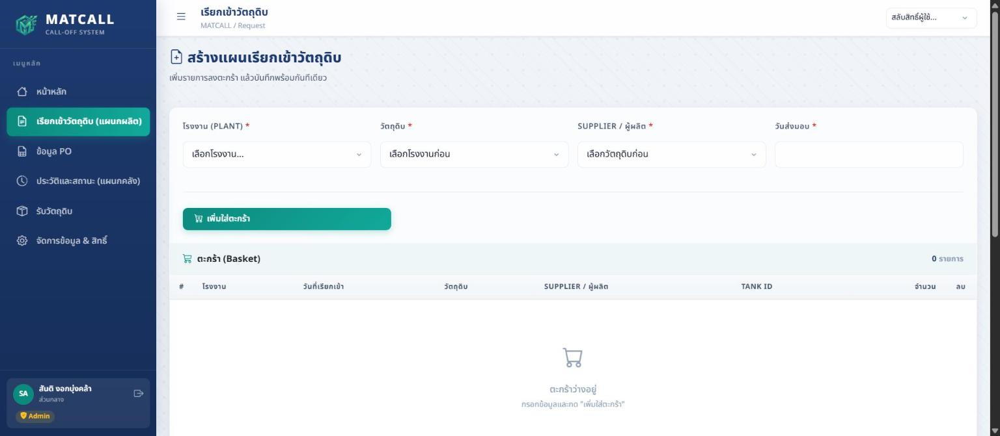 MATCALL
CALL-OFF SYSTEM
เมนูหลัก
หน้าหลัก
เรียกเข้าวัตถุดิบ (แผนกผลิต)
ข้อมูล PO
ประวัติและสถานะ (แผนกคลัง)
รับวัตถุดิบ
จัดการข้อมูล & สิทธิ์
SA
สันติ งอกบุ่งคล้า
ส่วนกลาง
Admin
เรียกเข้าวัตถุดิบ
MATCALL / Request
สลับสิทธิ์ผู้ใช้...
สร้างแผนเรียกเข้าวัตถุดิบ
เพิ่มรายการลงตะกร้า แล้วบันทึกพร้อมกันทีเดียว
โรงงาน (PLANT) * วัตถุดิบ * SUPPLIER / ผู้ผลิต * วันส่งมอบ *
เลือกโรงงาน... เลือกโรงงานก่อน เลือกวัตถุดิบก่อน
เพิ่มใส่ตะกร้า
ตะกร้า (Basket) 0 รายการ
# โรงงาน วันที่เรียกเข้า วัตถุดิบ SUPPLIER / ผู้ผลิต TANK ID จำนวน ลบ
ตะกร้าว่างอยู่
กรอกข้อมูลและกด "เพิ่มใส่ตะกร้า"